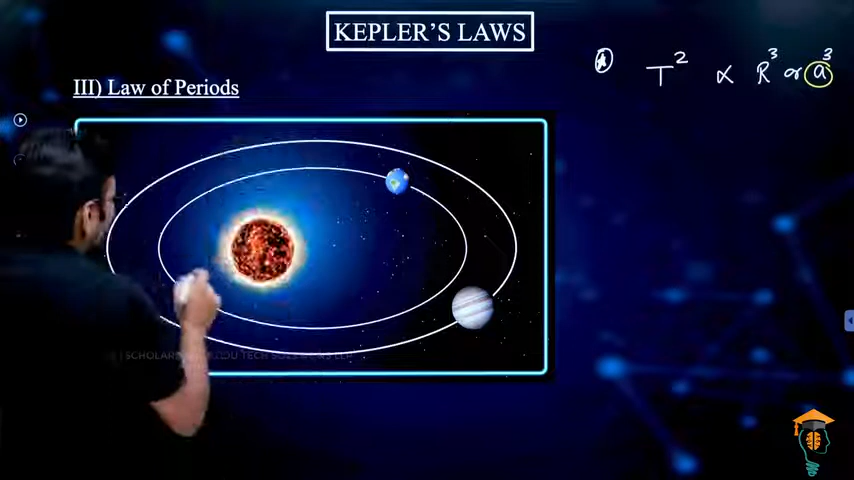 KEPLER'S LAWS
T² ∝ R³ or a³
III) Law of Periods